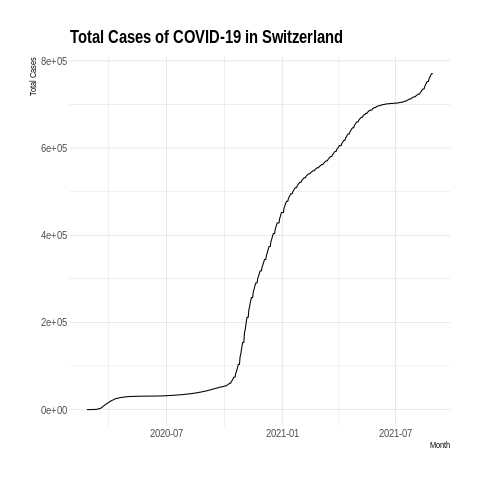 Total Cases of COVID-19 in Switzerland
Total Cases
8e+05
6e+05
4e+05
2e+05
0e+00
2020-07
2021-01
2021-07
Month